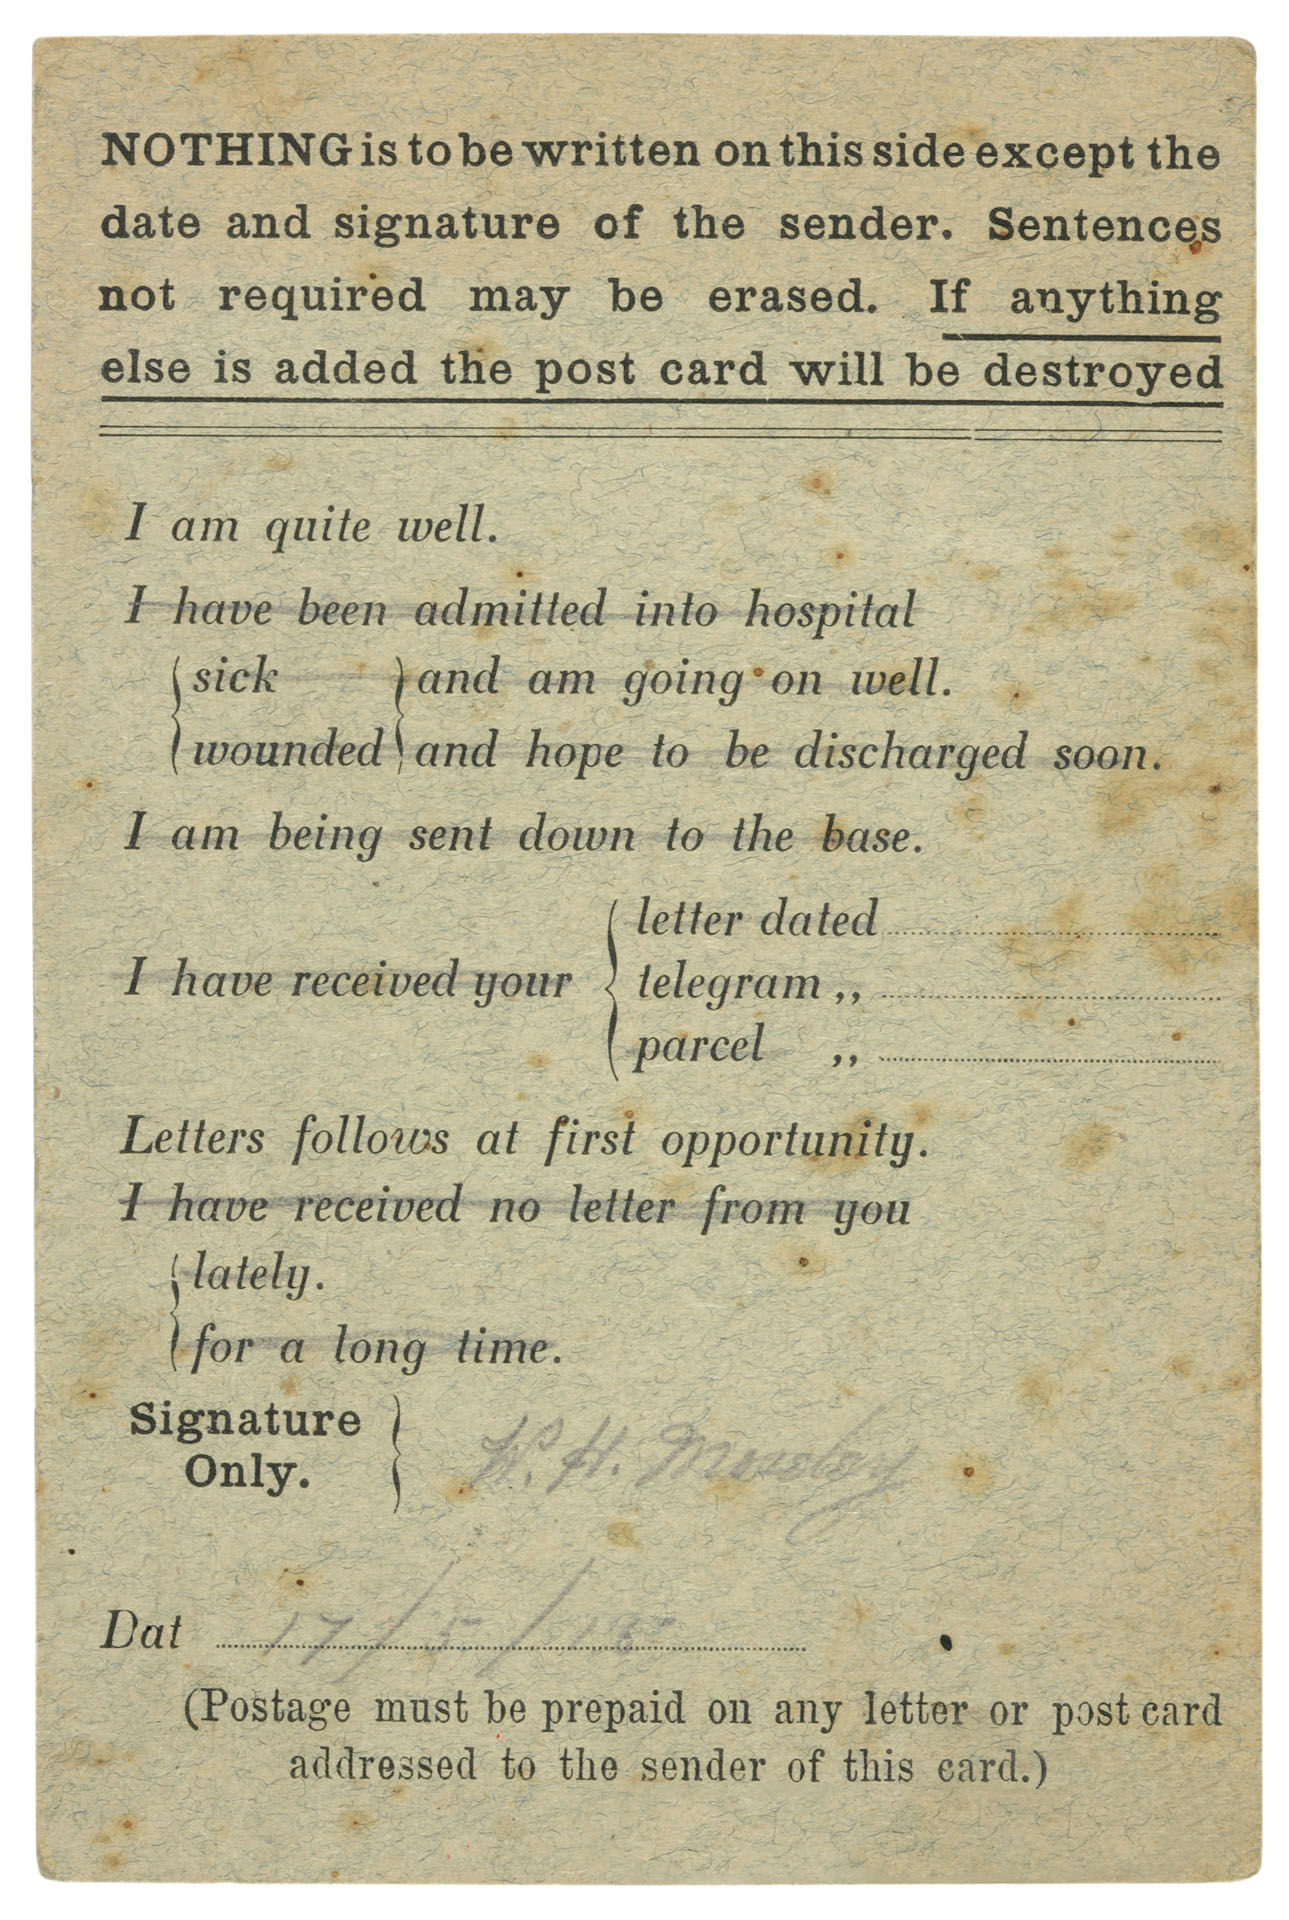 NOTHING is to be written on this side except the
date and signature of the sender. Sentences
not required may be erased. If anything
else is added the post card will be destroyed
I am quite well.
I have been admitted into hospital
sick and am going on well.
wounded and hope to be discharged soon.
I am being sent down to the base.
letter dated
I have received your telegram ,,
parcel ,,
Letters follows at first opportunity.
I have received no letter from you
lately.
for a long time.
Signature
Only.
W. H. Moseley
Dat 17/5/15
(Postage must be prepaid on any letter or post card
addressed to the sender of this card.)